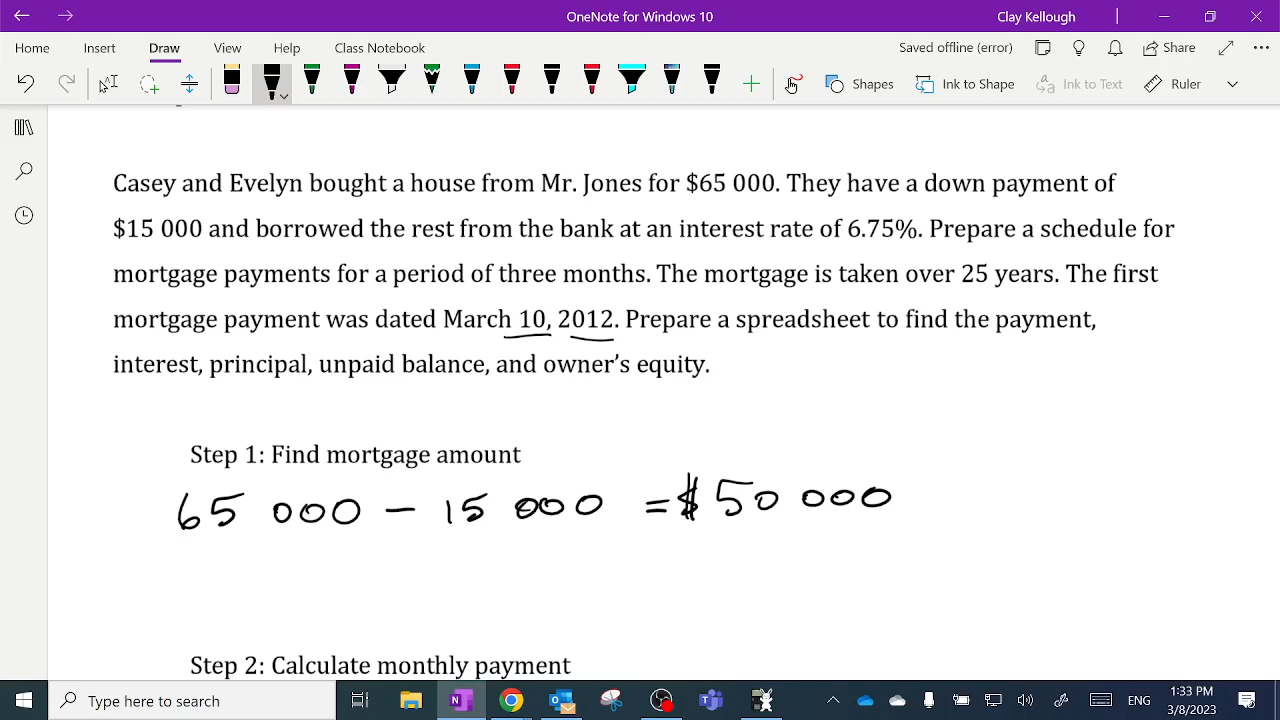 OneNote for Windows 10
Clay Kellough
Home Insert Draw View Help Class Notebook
Saved offline (error) Share
Shapes Ink to Shape Ink to Text Ruler
Casey and Evelyn bought a house from Mr. Jones for $65 000. They have a down payment of
$15 000 and borrowed the rest from the bank at an interest rate of 6.75%. Prepare a schedule for
mortgage payments for a period of three months. The mortgage is taken over 25 years. The first
mortgage payment was dated March 10, 2012. Prepare a spreadsheet to find the payment,
interest, principal, unpaid balance, and owner’s equity.
Step 1: Find mortgage amount
65 000 - 15 000 = $50 000
Step 2: Calculate monthly payment
Type here to search
ENG
1:33 PM
3/8/2023